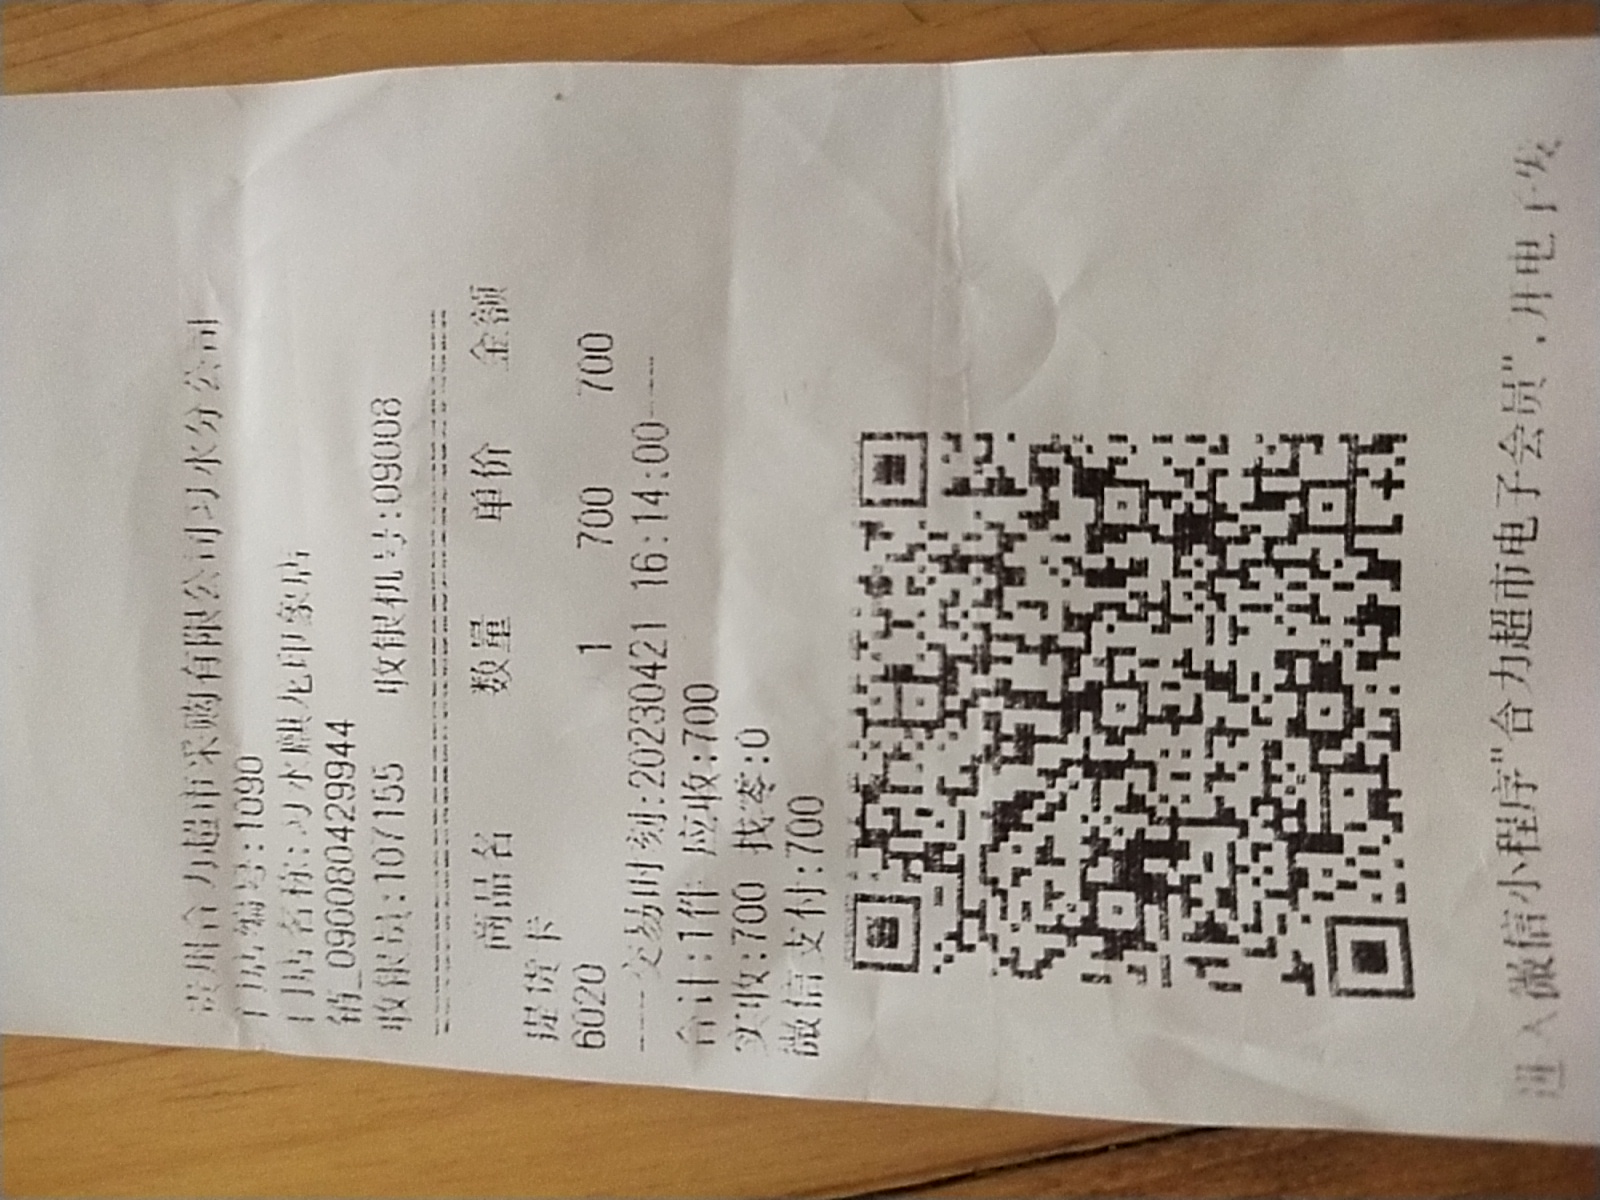 贵州合力超市采购有限公司习水分公司
门店编号:1090
门店名称:习水麒龙印象店
销_09008042994​4
收银员:107155 收银机号:09008
商品名 数量 单价 金额
提货卡
6020 1 700 700
----交易时刻:20230421 16:14:00----
合计:1件 应收:700
实收:700 找零:0
微信支付:700
进入微信小程序"合力超市电子会员",开电子发